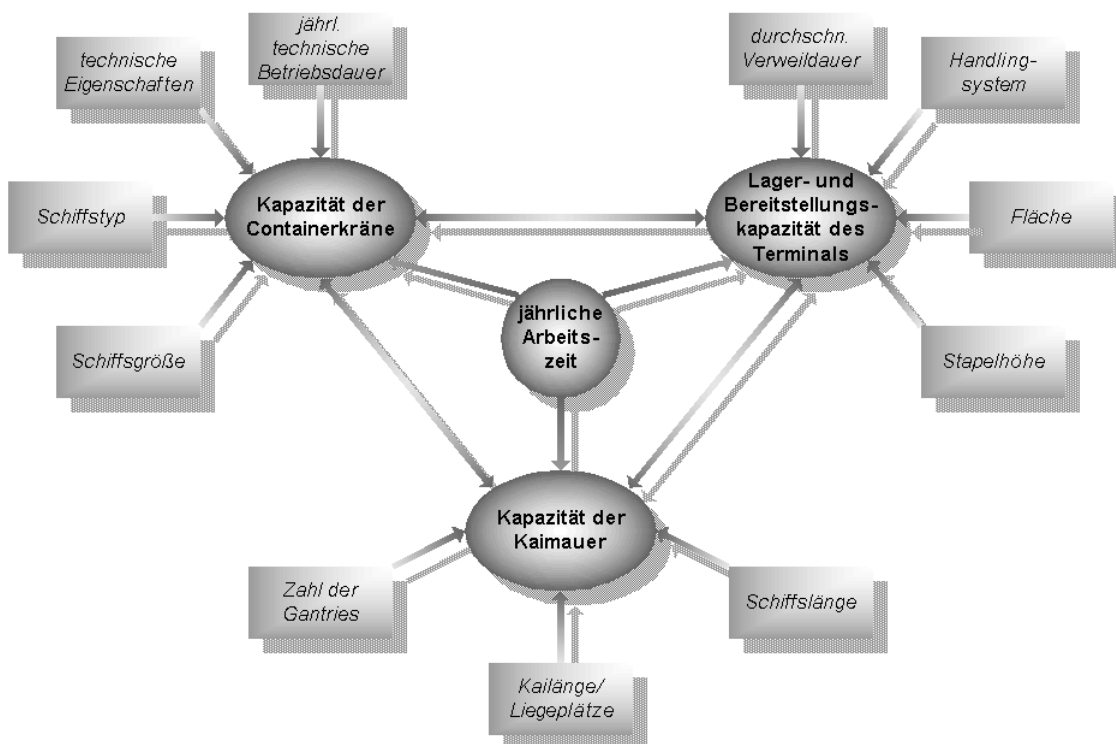 jährl.
technische
Betriebsdauer
technische
Eigenschaften
durchschn.
Verweildauer
Handling-
system
Schiffstyp
Kapazität der
Containerkräne
Lager- und
Bereitstellungs-
kapazität des
Terminals
Fläche
jährliche
Arbeits-
zeit
Schiffsgröße
Stapelhöhe
Kapazität der
Kaimauer
Zahl der
Gantries
Schiffslänge
Kailänge/
Liegeplätze